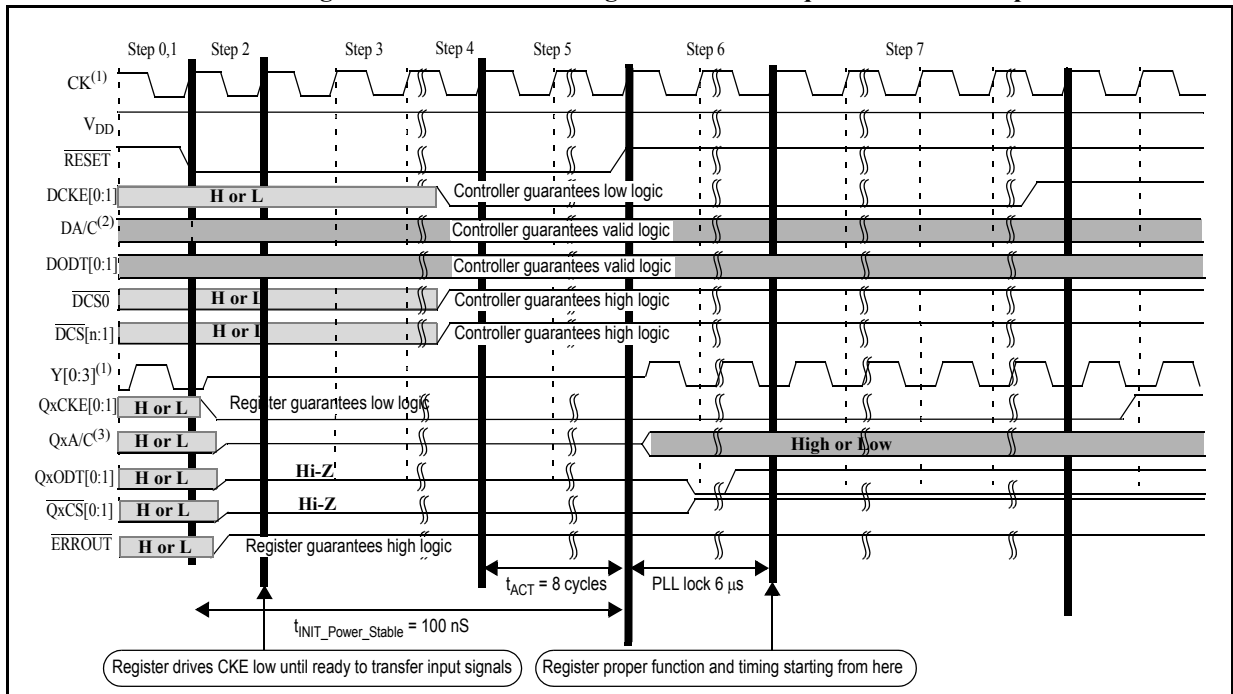 Step 0,1 Step 2 Step 3 Step 4 Step 5 Step 6 Step 7
CK(1)
VDD
RESET
DCKE[0:1] H or L Controller guarantees low logic
DA/C(2) Controller guarantees valid logic
DODT[0:1] Controller guarantees valid logic
DCS0 H or L Controller guarantees high logic
DCS[n:1] H or L Controller guarantees high logic
Y[0:3](1)
QxCKE[0:1] H or L Register guarantees low logic
QxA/C(3) H or L High or Low
QxODT[0:1] H or L Hi-Z
QxCS[0:1] H or L Hi-Z
ERROUT H or L Register guarantees high logic
tACT = 8 cycles PLL lock 6 μs
tINIT_Power_Stable = 100 nS
Register drives CKE low until ready to transfer input signals Register proper function and timing starting from here